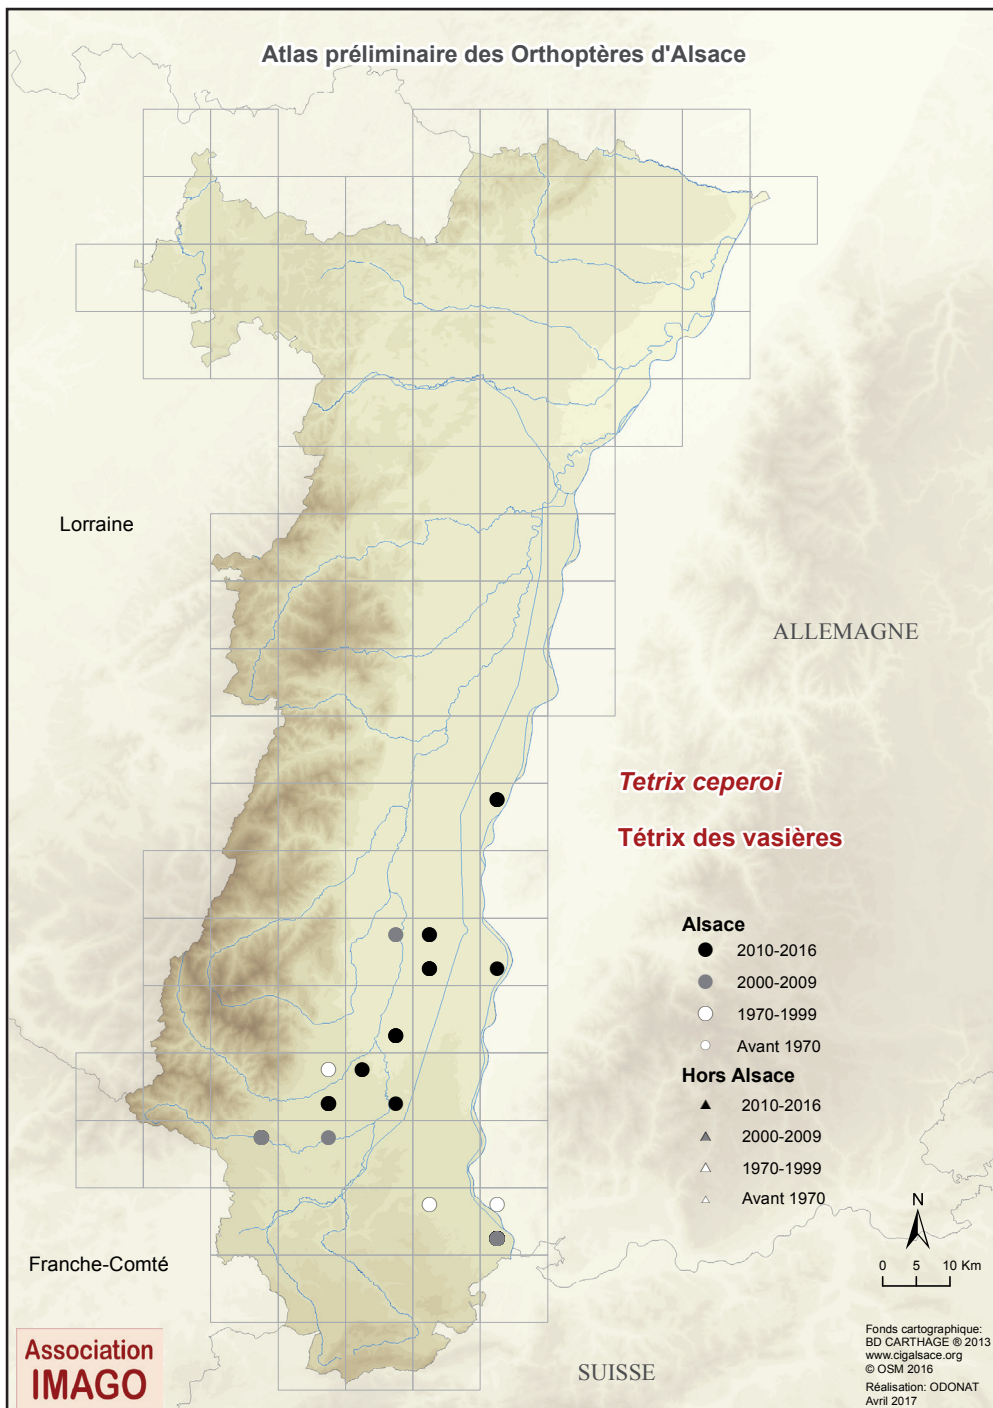 Atlas préliminaire des Orthoptères d'Alsace
Lorraine
ALLEMAGNE
Tetrix ceperoi
Tétrix des vasières
Alsace
2010-2016
2000-2009
1970-1999
Avant 1970
Hors Alsace
2010-2016
2000-2009
1970-1999
Avant 1970
N
0 5 10 Km
Franche-Comté
SUISSE
Association
IMAGO
Fonds cartographique:
BD CARTHAGE ® 2013
www.cigalsace.org
© OSM 2016
Réalisation: ODONAT
Avril 2017